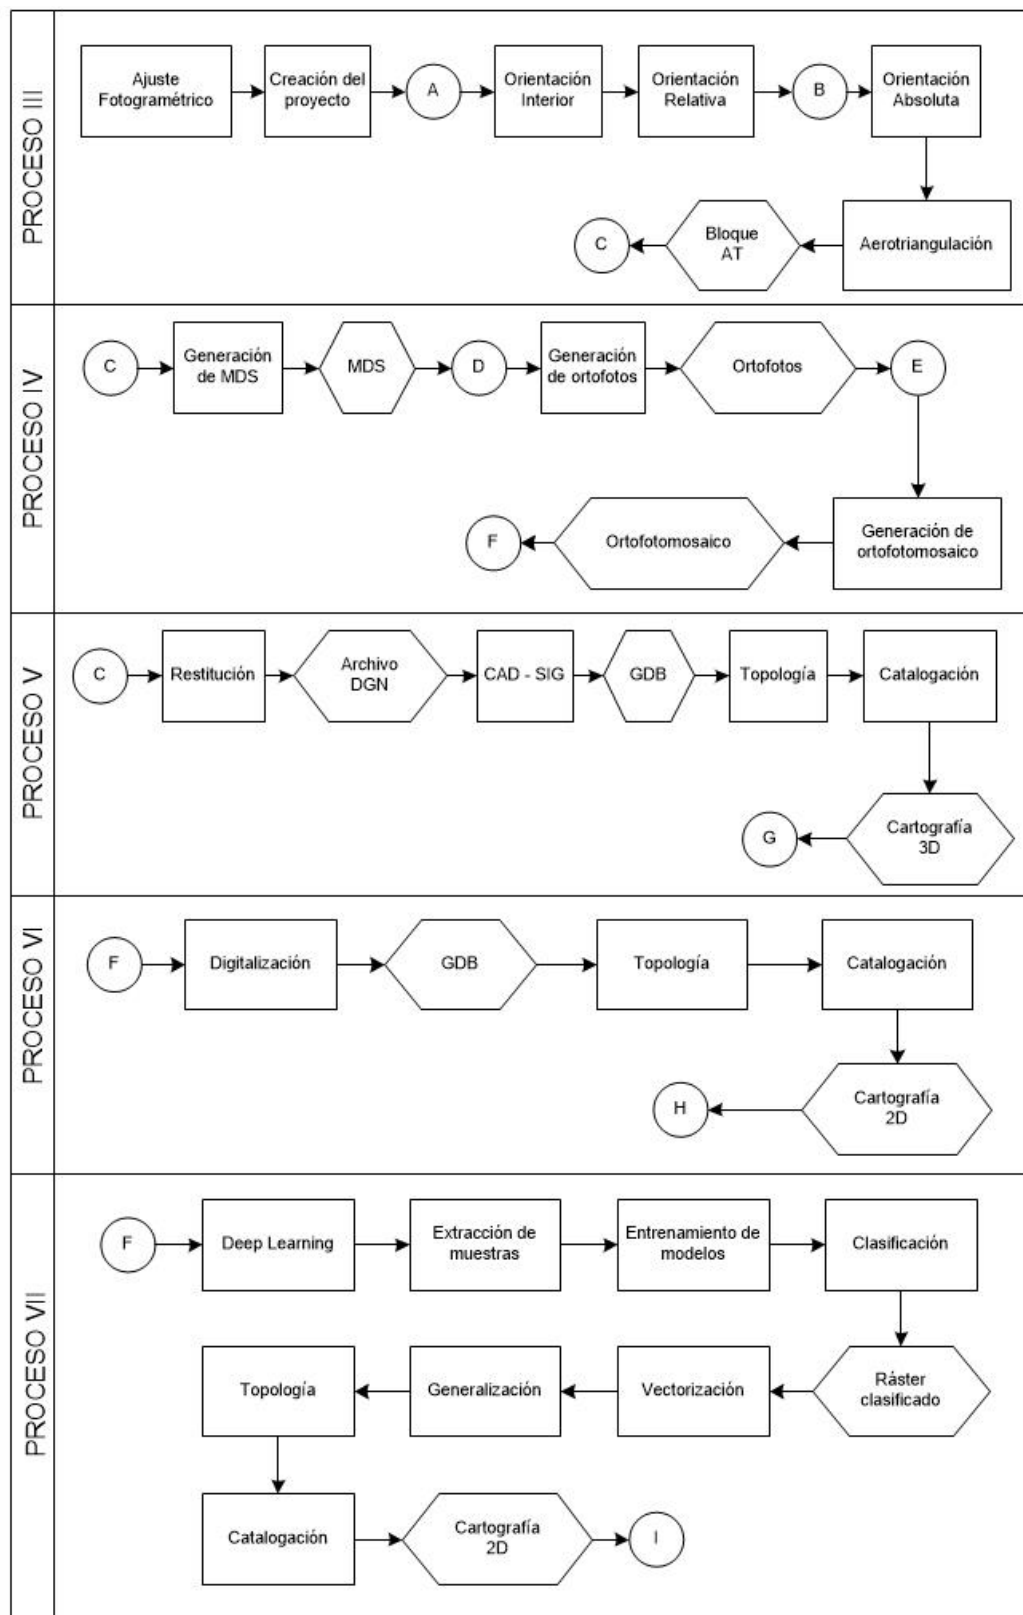 PROCESO III
Ajuste
Fotogramétrico
Creación del
proyecto
A
Orientación
Interior
Orientación
Relativa
B
Orientación
Absoluta
C
Bloque
AT
Aerotriangulación
PROCESO IV
C
Generación
de MDS
MDS
D
Generación
de ortofotos
Ortofotos
E
F
Ortofotomosaico
Generación de
ortofotomosaico
PROCESO V
C
Restitución
Archivo
DGN
CAD - SIG
GDB
Topología
Catalogación
G
Cartografía
3D
PROCESO VI
F
Digitalización
GDB
Topología
Catalogación
H
Cartografía
2D
PROCESO VII
F
Deep Learning
Extracción de
muestras
Entrenamiento de
modelos
Clasificación
Topología
Generalización
Vectorización
Ráster
clasificado
Catalogación
Cartografía
2D
I